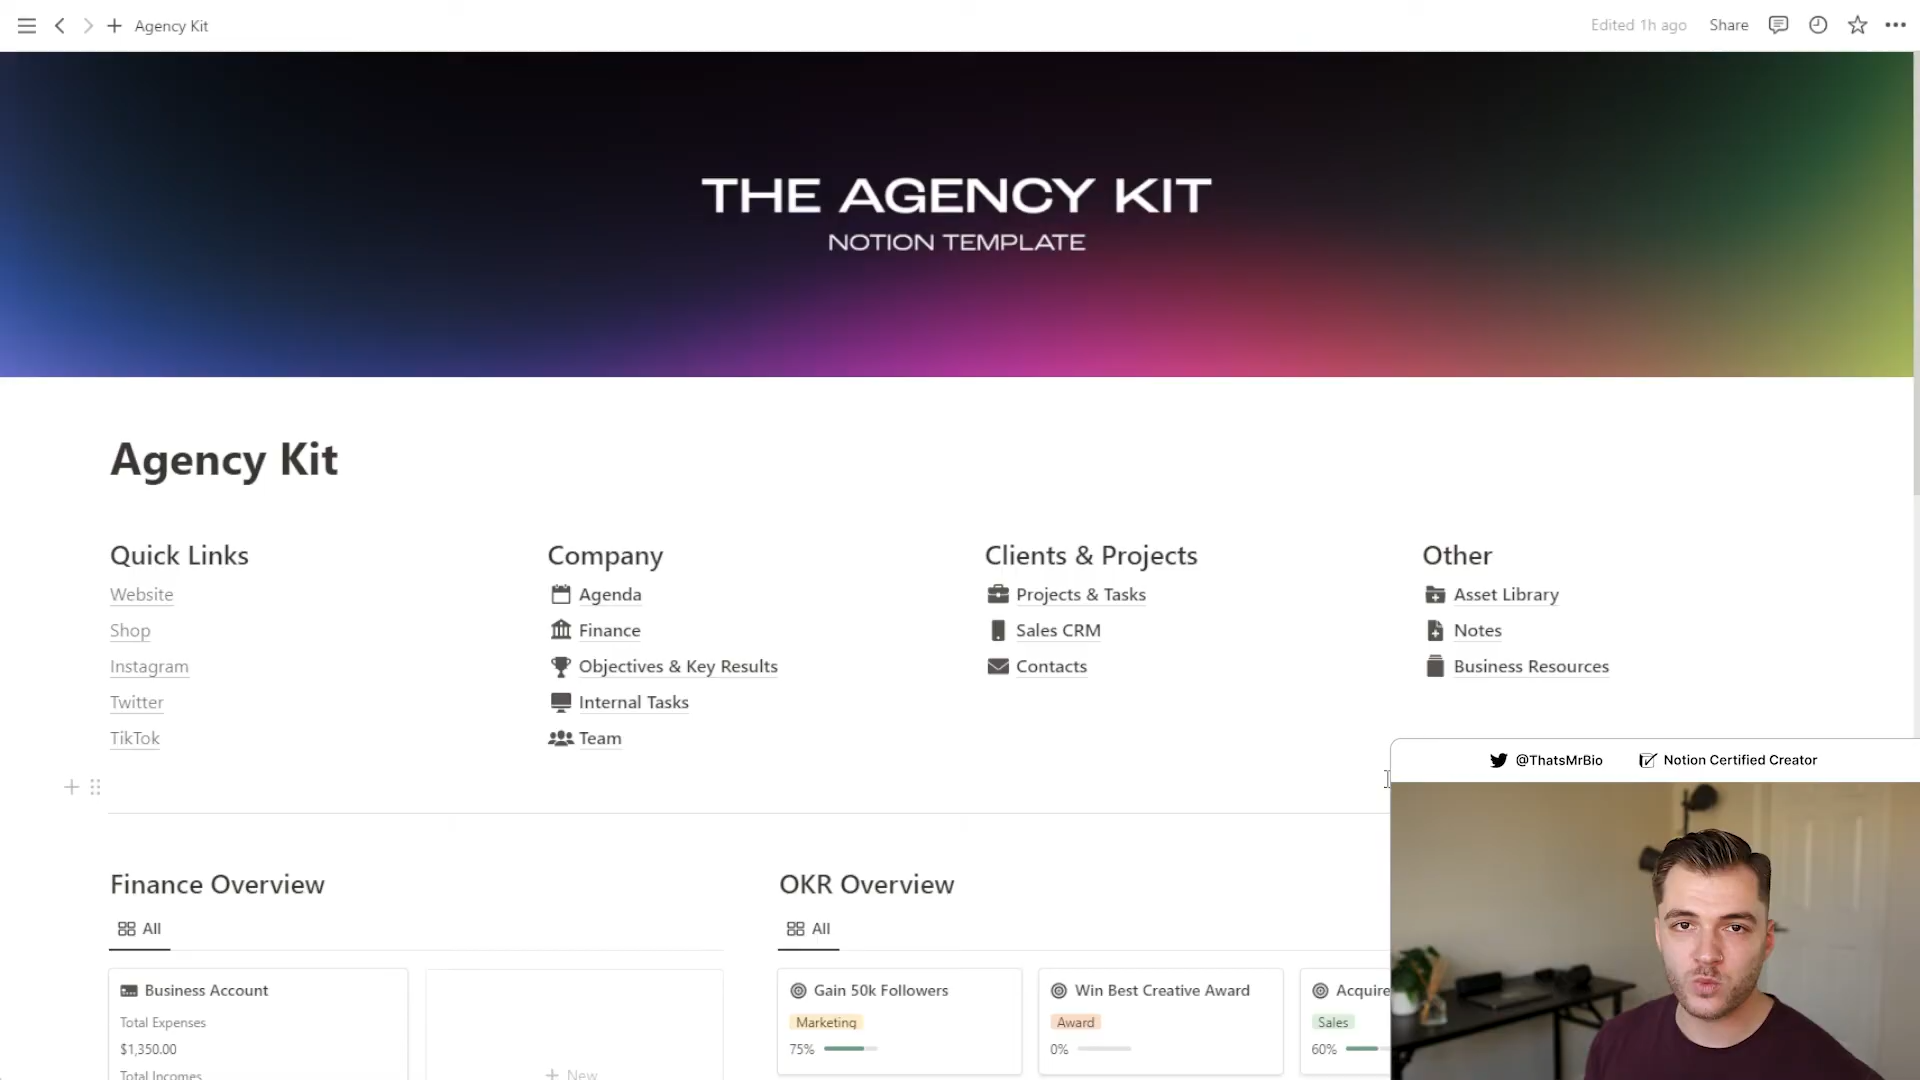 Agency Kit
Edited 1h ago
Share
THE AGENCY KIT
NOTION TEMPLATE
Agency Kit
Quick Links
Website
Shop
Instagram
Twitter
TikTok
Company
Agenda
Finance
Objectives & Key Results
Internal Tasks
Team
Clients & Projects
Projects & Tasks
Sales CRM
Contacts
Other
Asset Library
Notes
Business Resources
@ThatsMrBio
Notion Certified Creator
Finance Overview
All
Business Account
Total Expenses
$1,350.00
Total Incomes
New
OKR Overview
All
Gain 50k Followers
Marketing
75%
Win Best Creative Award
Award
0%
Acquire
Sales
60%